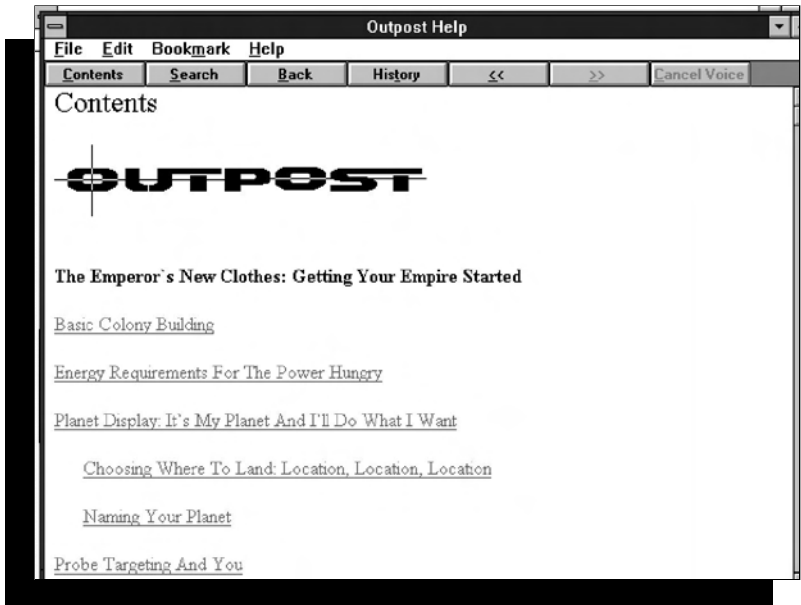 Outpost Help
File Edit Bookmark Help
Contents Search Back History << >> Cancel Voice
Contents
OUTPOST
The Emperor`s New Clothes: Getting Your Empire Started
Basic Colony Building
Energy Requirements For The Power Hungry
Planet Display: It`s My Planet And I`ll Do What I Want
Choosing Where To Land: Location, Location, Location
Naming Your Planet
Probe Targeting And You